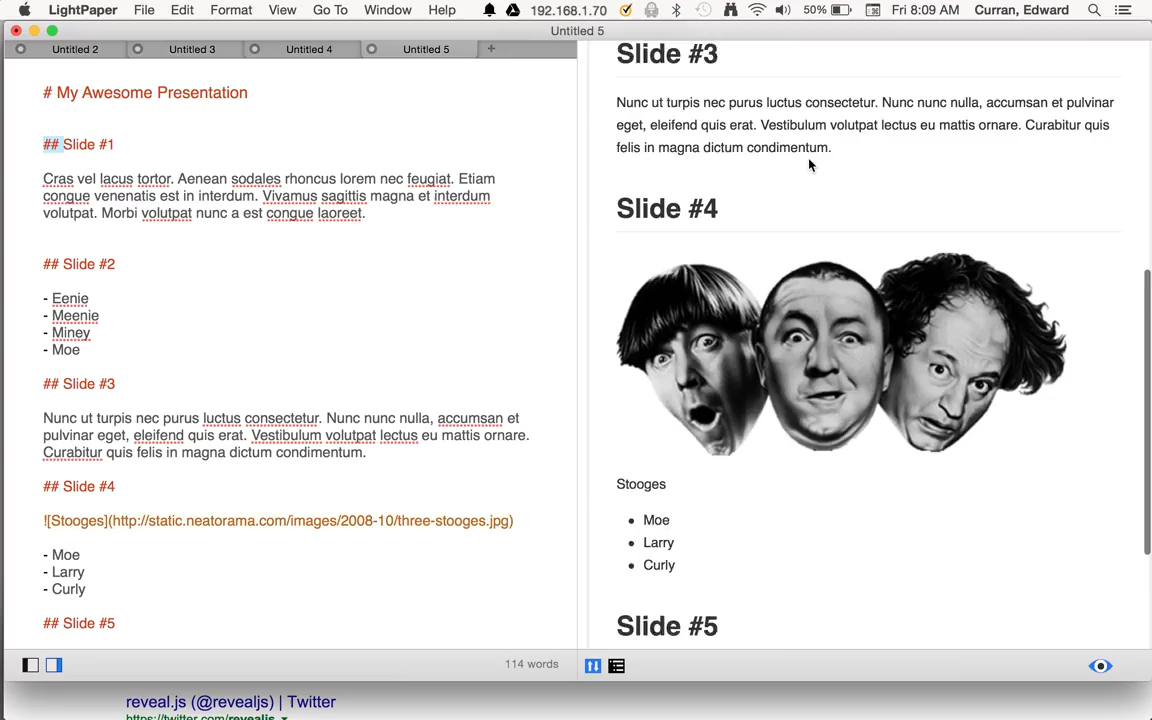 LightPaper File Edit Format View Go To Window Help 192.168.1.70 50% Fri 8:09 AM Curran, Edward
Untitled 5
Untitled 2 Untitled 3 Untitled 4 Untitled 5 +
# My Awesome Presentation
## Slide #1
Cras vel lacus tortor. Aenean sodales rhoncus lorem nec feugiat. Etiam
congue venenatis est in interdum. Vivamus sagittis magna et interdum
volutpat. Morbi volutpat nunc a est congue laoreet.
## Slide #2
- Eenie
- Meenie
- Miney
- Moe
## Slide #3
Nunc ut turpis nec purus luctus consectetur. Nunc nunc nulla, accumsan et
pulvinar eget, eleifend quis erat. Vestibulum volutpat lectus eu mattis ornare.
Curabitur quis felis in magna dictum condimentum.
## Slide #4
![Stooges](http://static.neatorama.com/images/2008-10/three-stooges.jpg)
- Moe
- Larry
- Curly
## Slide #5
114 words
Slide #3
Nunc ut turpis nec purus luctus consectetur. Nunc nunc nulla, accumsan et pulvinar
eget, eleifend quis erat. Vestibulum volutpat lectus eu mattis ornare. Curabitur quis
felis in magna dictum condimentum.
Slide #4
Stooges
• Moe
• Larry
• Curly
Slide #5
reveal.js (@revealjs) | Twitter
https://twitter.com/revealjs